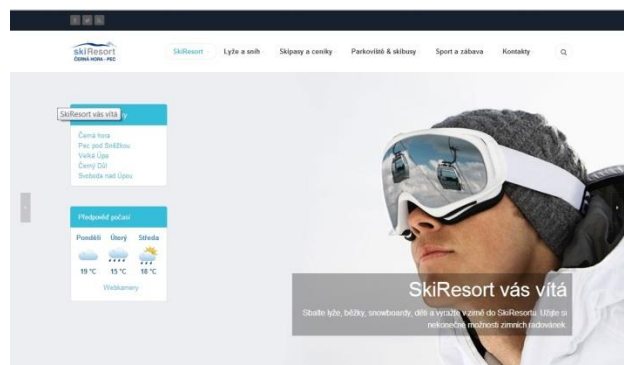 skiResort
ČERNÁ HORA - PEC
SkiResort
Lyže a sníh
Skipasy a ceníky
Parkoviště & skibusy
Sport a zábava
Kontakty
SkiResort vás vítá
Černá hora
Pec pod Sněžkou
Velká Úpa
Černý Důl
Svoboda nad Úpou
Předpověď počasí
Pondělí Úterý Středa
19 °C 15 °C 18 °C
Webkamery
SkiResort vás vítá
Sbalte lyže, běžky, snowboardy, děti a vyražte v zimě do SkiResortu. Užijte si
nekonečné možnosti zimních radovánek.